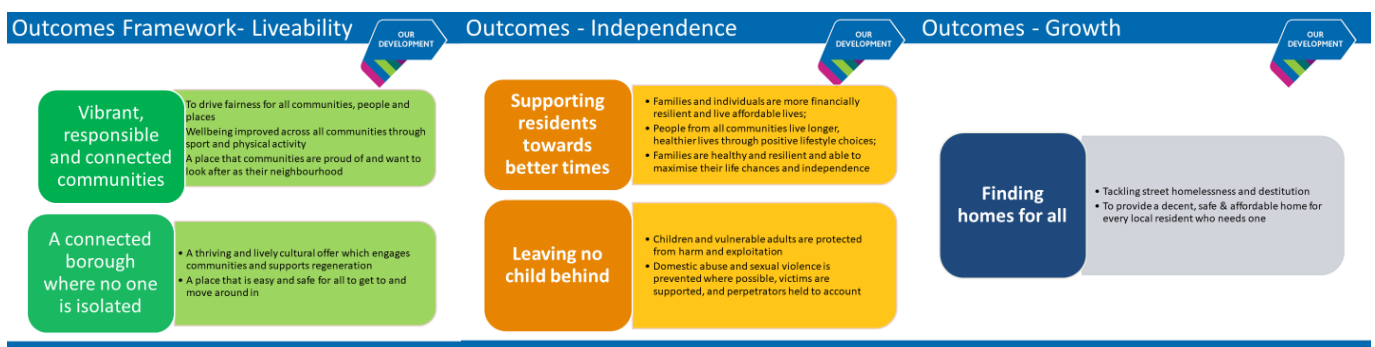 Outcomes Framework- Liveability
OUR
DEVELOPMENT
Vibrant,
responsible
and connected
communities
To drive fairness for all communities, people and
places
Wellbeing improved across all communities through
sport and physical activity
A place that communities are proud of and want to
look after as their neighbourhood
A connected
borough
where no one
is isolated
• A thriving and lively cultural offer which engages
communities and supports regeneration
• A place that is easy and safe for all to get to and
move around in
Outcomes - Independence
OUR
DEVELOPMENT
Supporting
residents
towards
better times
• Families and individuals are more financially
resilient and live affordable lives;
• People from all communities live longer,
healthier lives through positive lifestyle choices;
• Families are healthy and resilient and able to
maximise their life chances and independence
Leaving no
child behind
• Children and vulnerable adults are protected
from harm and exploitation
• Domestic abuse and sexual violence is
prevented where possible, victims are
supported, and perpetrators held to account
Outcomes - Growth
OUR
DEVELOPMENT
Finding
homes for all
• Tackling street homelessness and destitution
• To provide a decent, safe & affordable home for
every local resident who needs one